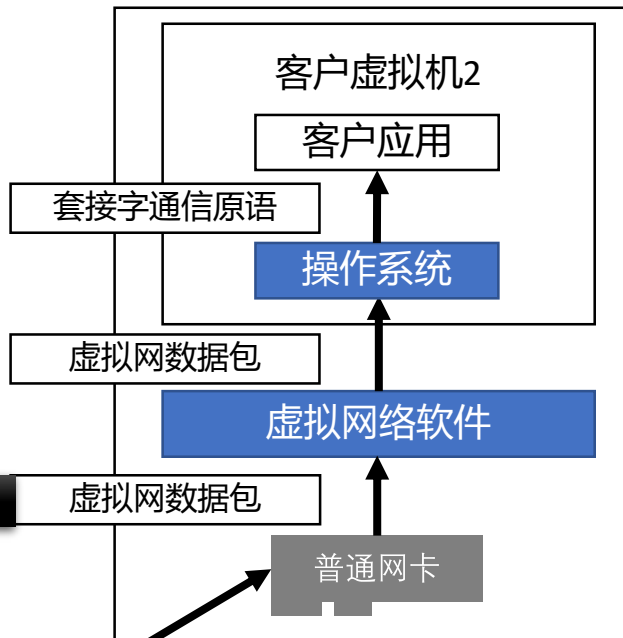 客户虚拟机2
客户应用
套接字通信原语
操作系统
虚拟网数据包
虚拟网络软件
虚拟网数据包
普通网卡